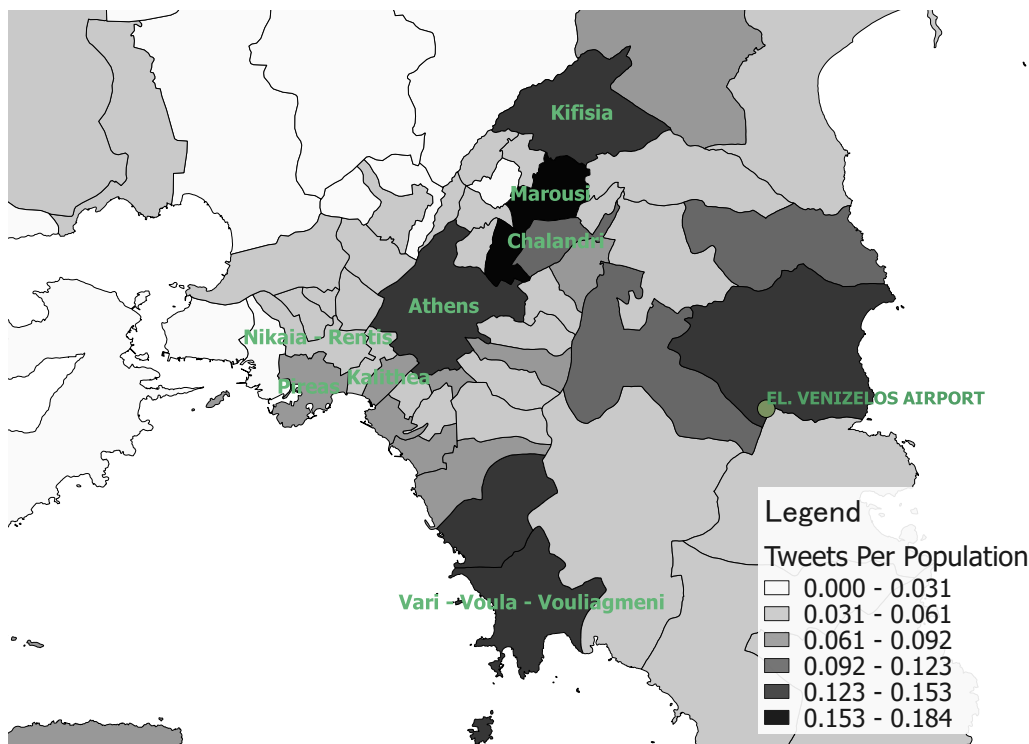 Kifisia
Marousi
Chalandri
Athens
Nikaia - Rentis
Kallithea
Pireas
EL. VENIZELOS AIRPORT
Vari - Voula - Vouliagmeni
Legend
Tweets Per Population
0.000 - 0.031
0.031 - 0.061
0.061 - 0.092
0.092 - 0.123
0.123 - 0.153
0.153 - 0.184